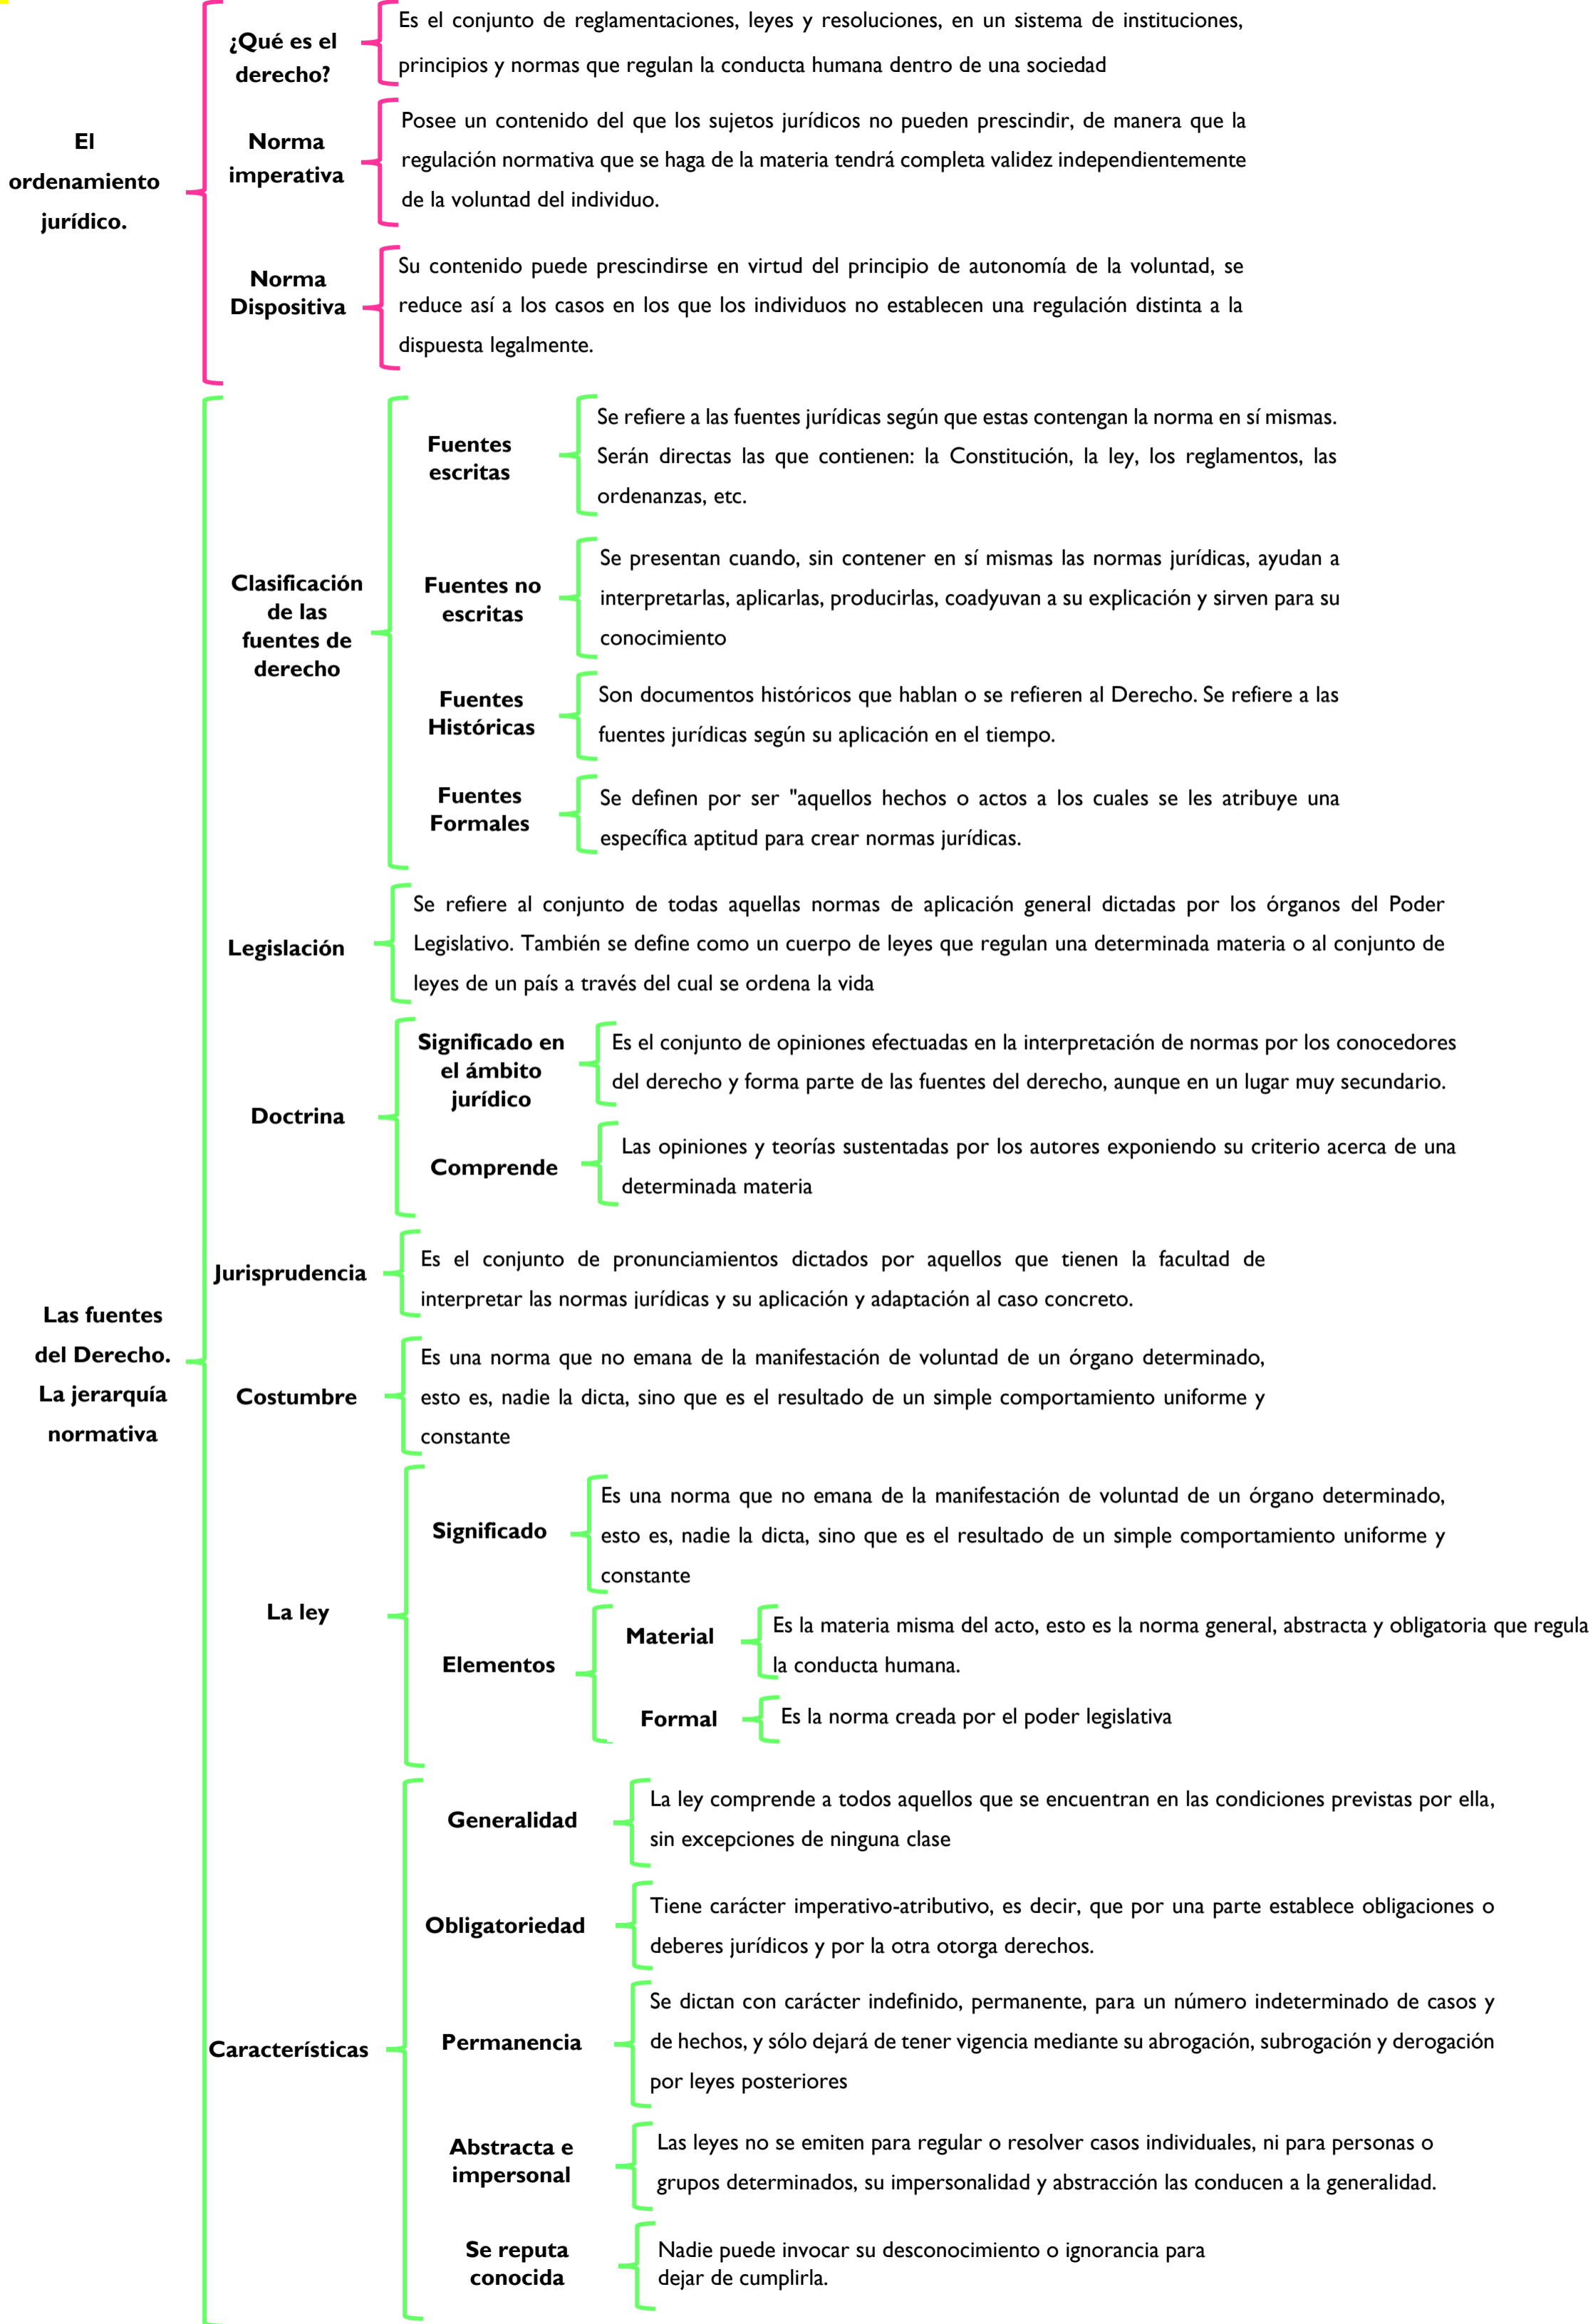 El
ordenamiento
jurídico.
¿Qué es el
derecho?
Es el conjunto de reglamentaciones, leyes y resoluciones, en un sistema de instituciones,
principios y normas que regulan la conducta humana dentro de una sociedad
Norma
imperativa
Posee un contenido del que los sujetos jurídicos no pueden prescindir, de manera que la
regulación normativa que se haga de la materia tendrá completa validez independientemente
de la voluntad del individuo.
Norma
Dispositiva
Su contenido puede prescindirse en virtud del principio de autonomía de la voluntad, se
reduce así a los casos en los que los individuos no establecen una regulación distinta a la
dispuesta legalmente.
Las fuentes
del Derecho.
La jerarquía
normativa
Clasificación
de las
fuentes de
derecho
Fuentes
escritas
Se refiere a las fuentes jurídicas según que estas contengan la norma en sí mismas.
Serán directas las que contienen: la Constitución, la ley, los reglamentos, las
ordenanzas, etc.
Fuentes no
escritas
Se presentan cuando, sin contener en sí mismas las normas jurídicas, ayudan a
interpretarlas, aplicarlas, producirlas, coadyuvan a su explicación y sirven para su
conocimiento
Fuentes
Históricas
Son documentos históricos que hablan o se refieren al Derecho. Se refiere a las
fuentes jurídicas según su aplicación en el tiempo.
Fuentes
Formales
Se definen por ser "aquellos hechos o actos a los cuales se les atribuye una
específica aptitud para crear normas jurídicas.
Legislación
Se refiere al conjunto de todas aquellas normas de aplicación general dictadas por los órganos del Poder
Legislativo. También se define como un cuerpo de leyes que regulan una determinada materia o al conjunto de
leyes de un país a través del cual se ordena la vida
Doctrina
Significado en
el ámbito
jurídico
Es el conjunto de opiniones efectuadas en la interpretación de normas por los conocedores
del derecho y forma parte de las fuentes del derecho, aunque en un lugar muy secundario.
Comprende
Las opiniones y teorías sustentadas por los autores exponiendo su criterio acerca de una
determinada materia
Jurisprudencia
Es el conjunto de pronunciamientos dictados por aquellos que tienen la facultad de
interpretar las normas jurídicas y su aplicación y adaptación al caso concreto.
Costumbre
Es una norma que no emana de la manifestación de voluntad de un órgano determinado,
esto es, nadie la dicta, sino que es el resultado de un simple comportamiento uniforme y
constante
La ley
Significado
Es una norma que no emana de la manifestación de voluntad de un órgano determinado,
esto es, nadie la dicta, sino que es el resultado de un simple comportamiento uniforme y
constante
Elementos
Material
Es la materia misma del acto, esto es la norma general, abstracta y obligatoria que regula
la conducta humana.
Formal
Es la norma creada por el poder legislativa
Características
Generalidad
La ley comprende a todos aquellos que se encuentran en las condiciones previstas por ella,
sin excepciones de ninguna clase
Obligatoriedad
Tiene carácter imperativo-atributivo, es decir, que por una parte establece obligaciones o
deberes jurídicos y por la otra otorga derechos.
Permanencia
Se dictan con carácter indefinido, permanente, para un número indeterminado de casos y
de hechos, y sólo dejará de tener vigencia mediante su abrogación, subrogación y derogación
por leyes posteriores
Abstracta e
impersonal
Las leyes no se emiten para regular o resolver casos individuales, ni para personas o
grupos determinados, su impersonalidad y abstracción las conducen a la generalidad.
Se reputa
conocida
Nadie puede invocar su desconocimiento o ignorancia para
dejar de cumplirla.